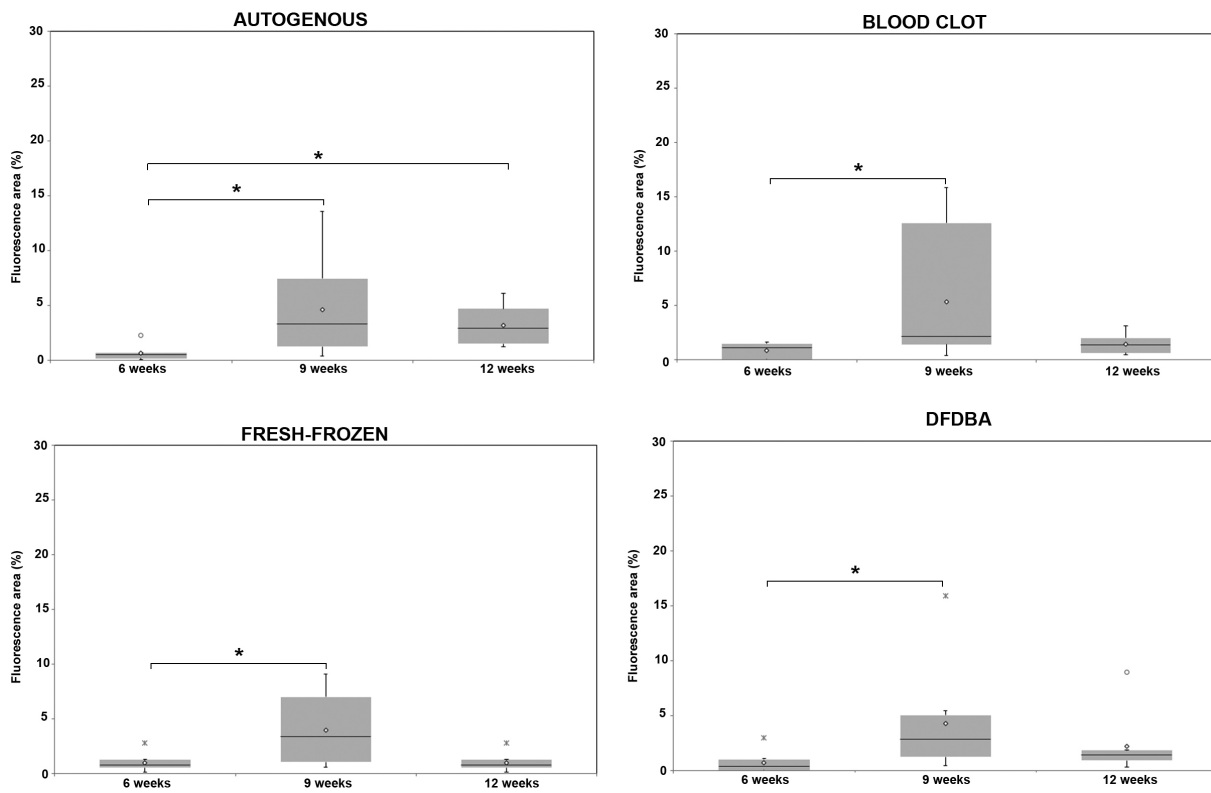 AUTOGENOUS
30
25
20
15
10
5
0
Fluorescence area (%)
*
*
6 weeks
9 weeks
12 weeks
BLOOD CLOT
30
25
20
15
10
5
0
Fluorescence area (%)
*
6 weeks
9 weeks
12 weeks
FRESH-FROZEN
30
25
20
15
10
5
0
Fluorescence area (%)
*
6 weeks
9 weeks
12 weeks
DFDBA
30
25
20
15
10
5
0
Fluorescence area (%)
*
6 weeks
9 weeks
12 weeks